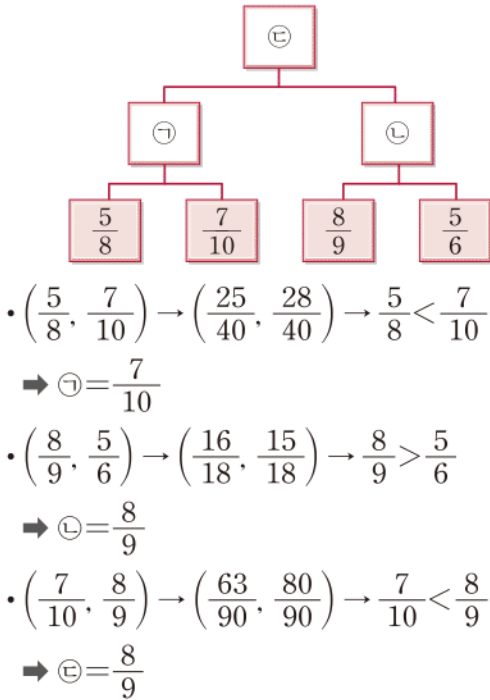 ㉢
㉠ ㉡
5/8 7/10 8/9 5/6
• (5/8, 7/10) → (25/40, 28/40) → 5/8 < 7/10
➡ ㉠ = 7/10
• (8/9, 5/6) → (16/18, 15/18) → 8/9 > 5/6
➡ ㉡ = 8/9
• (7/10, 8/9) → (63/90, 80/90) → 7/10 < 8/9
➡ ㉢ = 8/9